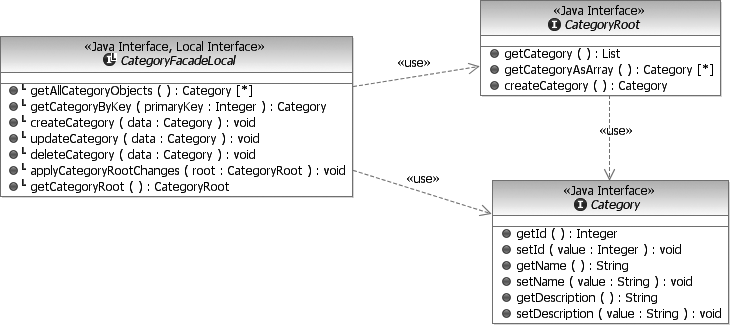 «Java Interface, Local Interface»
CategoryFacadeLocal
getAllCategoryObjects ( ) : Category [*]
getCategoryByKey ( primaryKey : Integer ) : Category
createCategory ( data : Category ) : void
updateCategory ( data : Category ) : void
deleteCategory ( data : Category ) : void
applyCategoryRootChanges ( root : CategoryRoot ) : void
getCategoryRoot ( ) : CategoryRoot
«use»
«Java Interface»
CategoryRoot
getCategory ( ) : List
getCategoryAsArray ( ) : Category [*]
createCategory ( ) : Category
«use»
«use»
«Java Interface»
Category
getId ( ) : Integer
setId ( value : Integer ) : void
getName ( ) : String
setName ( value : String ) : void
getDescription ( ) : String
setDescription ( value : String ) : void